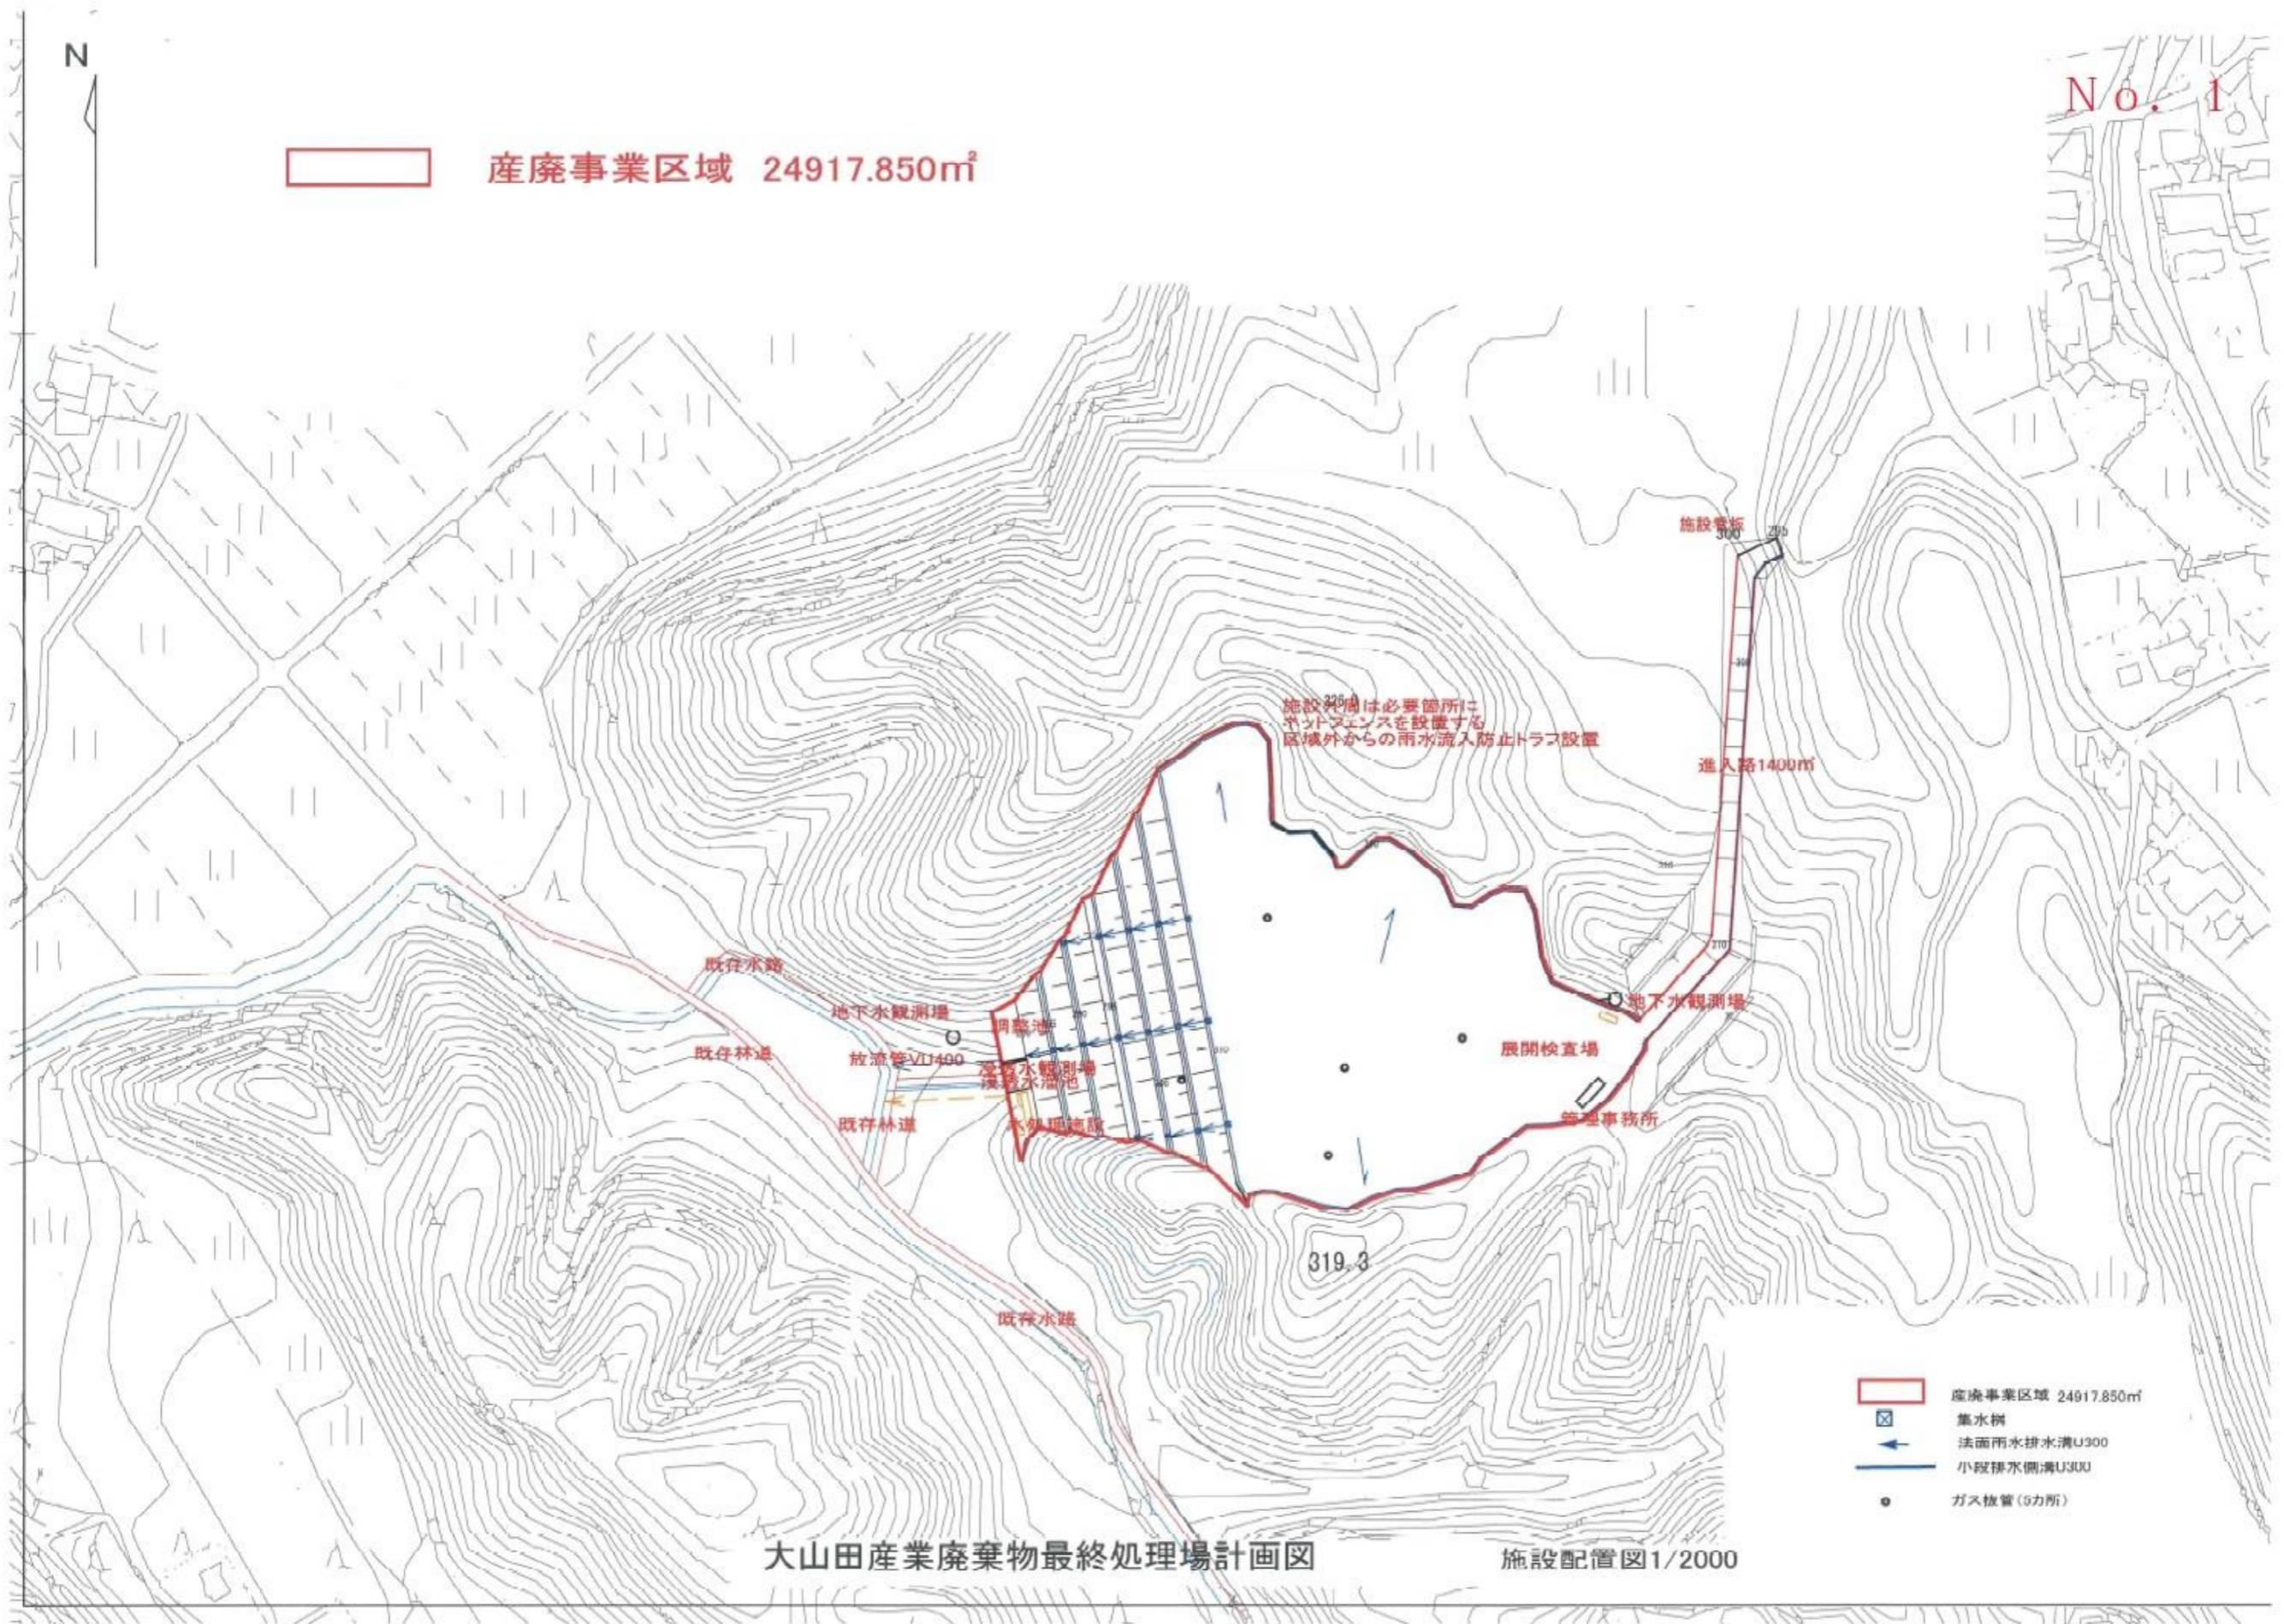 N
No. 1
産廃事業区域 24917.850㎡
施設看板
300
295
施設外周は必要箇所に
ネットフェンスを設置する
区域外からの雨水流入防止トラフ設置
進入路1400㎡
既存水路
地下水観測場
調整池
地下水観測場
既存林道
放流管VU400
浸透水観測場
浸透水溜池
展開検査場
310
既存林道
水処理施設
管理事務所
319.3
既存水路
産廃事業区域 24917.850㎡
集水桝
法面雨水排水溝U300
小段排水側溝U300
ガス抜管(5カ所)
大山田産業廃棄物最終処理場計画図
施設配置図1/2000